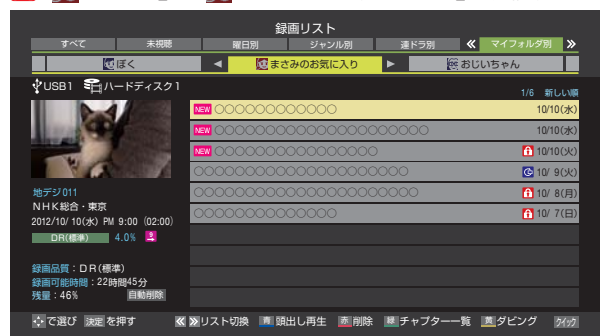 録画リスト
すべて 未視聴 曜日別 ジャンル別 連ドラ別 マイフォルダ別
ぼく まさみのお気に入り おじいちゃん
USB1 ハードディスク1
1/6 新しい順
NEW 〇〇〇〇〇〇〇〇〇〇〇〇 10/10(水)
NEW 〇〇〇〇〇〇〇〇〇〇〇〇〇〇〇〇〇〇〇〇〇 10/10(水)
NEW 〇〇〇〇〇〇〇〇〇〇〇〇〇〇〇〇 10/10(火)
〇〇〇〇〇〇〇〇〇〇〇〇〇〇〇〇〇〇〇〇〇 10/ 9(火)
〇〇〇〇〇〇〇〇〇〇〇〇〇〇〇〇〇〇〇〇〇〇 10/ 8(月)
〇〇〇〇〇〇〇〇〇〇〇〇〇〇 10/ 7(日)
地デジ011
NHK総合・東京
2012/10/10(水) PM 9:00 (02:00)
DR(標準) 4.0%
録画品質：DR(標準)
録画可能時間：22時間45分
残量：46% 自動削除
で選び 決定 を押す リスト切換 青 頭出し再生 赤 削除 緑 チャプター一覧 黄 ダビング クイック